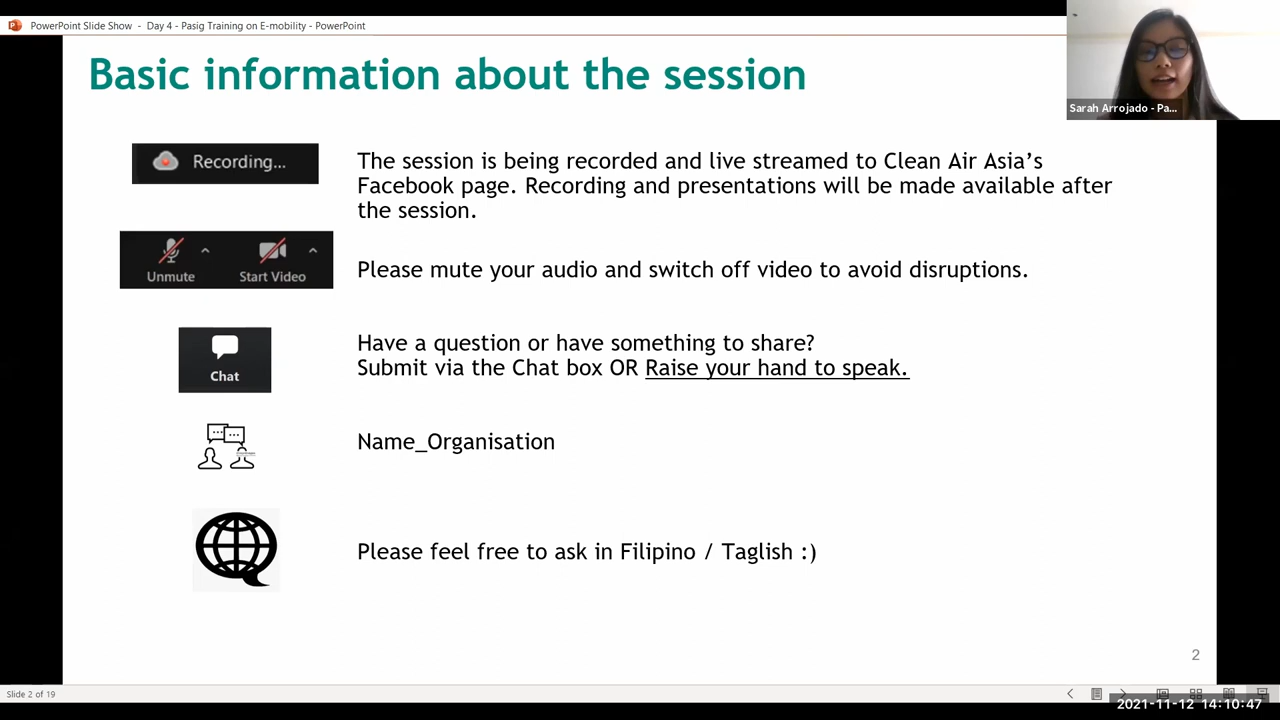 PowerPoint Slide Show - Day 4 - Pasig Training on E-mobility - PowerPoint
Sarah Arrojado - Pa...
Basic information about the session
Recording...
The session is being recorded and live streamed to Clean Air Asia’s
Facebook page. Recording and presentations will be made available after
the session.
Unmute
Start Video
Please mute your audio and switch off video to avoid disruptions.
Chat
Have a question or have something to share?
Submit via the Chat box OR Raise your hand to speak.
Name_Organisation
Please feel free to ask in Filipino / Taglish :)
2
Slide 2 of 19
2021-11-12 14:10:47